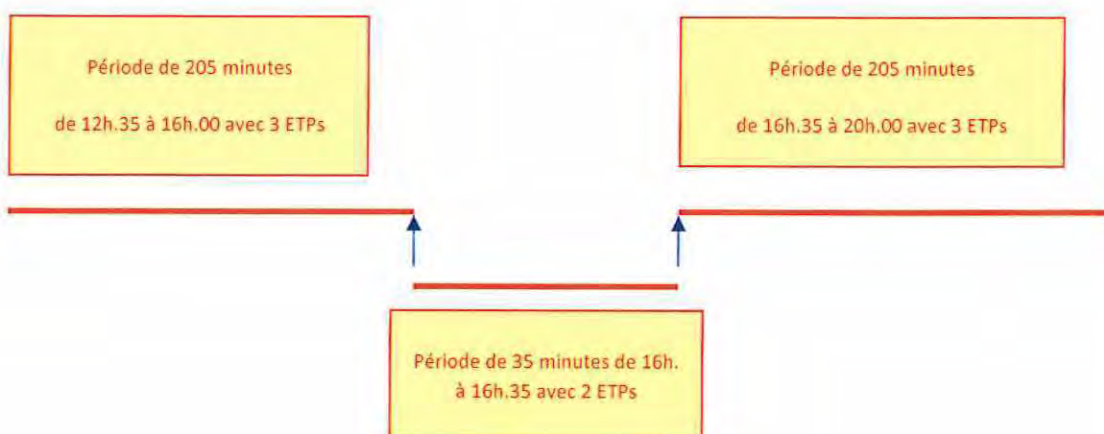 Période de 205 minutes
de 12h.35 à 16h.00 avec 3 ETPs
Période de 205 minutes
de 16h.35 à 20h.00 avec 3 ETPs
Période de 35 minutes de 16h.
à 16h.35 avec 2 ETPs